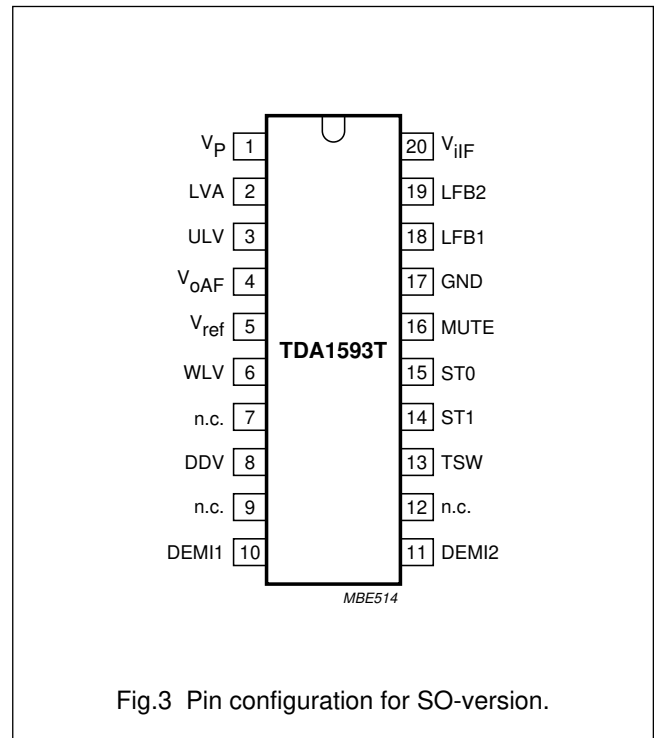 V_P 1
LVA 2
ULV 3
V_oAF 4
V_ref 5
WLV 6
n.c. 7
DDV 8
n.c. 9
DEMI1 10
TDA1593T
20 V_iIF
19 LFB2
18 LFB1
17 GND
16 MUTE
15 ST0
14 ST1
13 TSW
12 n.c.
11 DEMI2
MBE514
Fig.3 Pin configuration for SO-version.